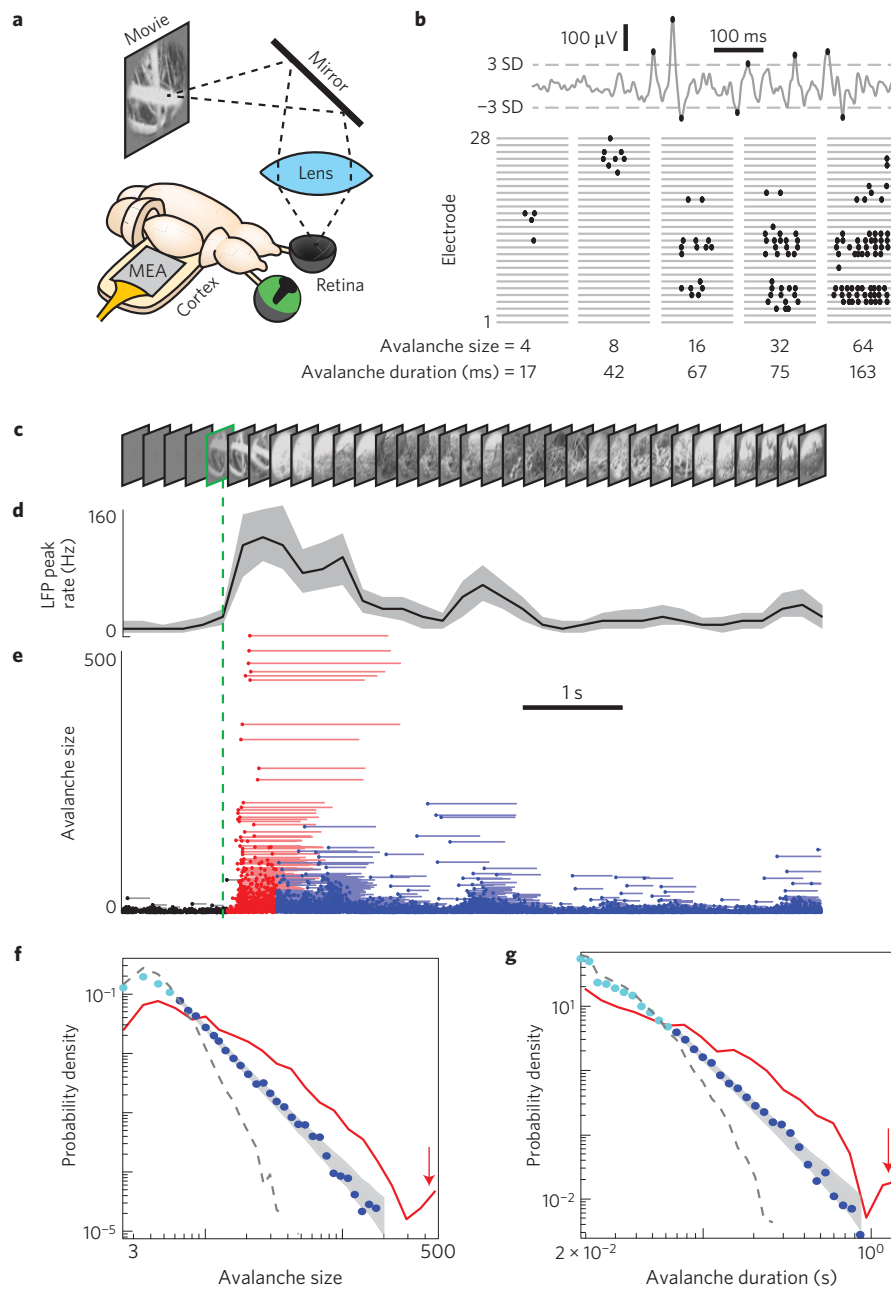 a
Movie
Mirror
Lens
MEA
Cortex
Retina
b
100 μV
100 ms
3 SD
−3 SD
28
Electrode
1
Avalanche size = 4 8 16 32 64
Avalanche duration (ms) = 17 42 67 75 163
c
d
160
LFP peak
rate (Hz)
0
e
500
Avalanche size
0
1 s
f
10⁻¹
Probability density
10⁻⁵
3
500
Avalanche size
g
10¹
Probability density
10⁻²
2 × 10⁻²
10⁰
Avalanche duration (s)